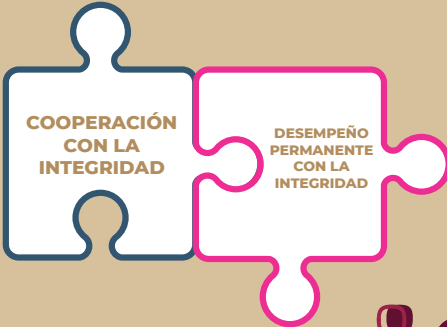 COOPERACIÓN
CON LA
INTEGRIDAD
DESEMPEÑO
PERMANENTE
CON LA
INTEGRIDAD